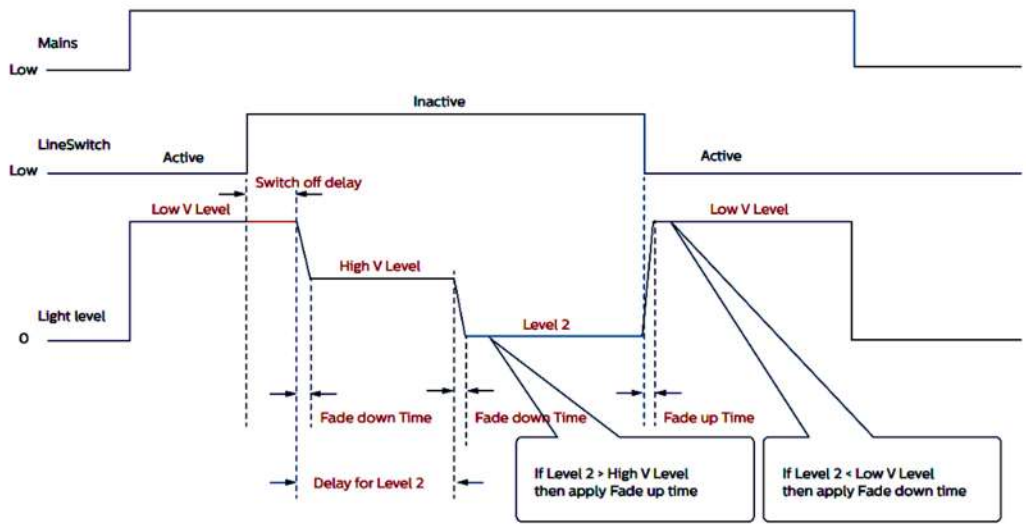 Mains
Low
Inactive
LineSwitch
Active
Active
Low
Switch off delay
Low V Level
Low V Level
High V Level
Light level
Level 2
0
Fade down Time
Fade down Time
Fade up Time
Delay for Level 2
If Level 2 > High V Level
then apply Fade up time
If Level 2 < Low V Level
then apply Fade down time